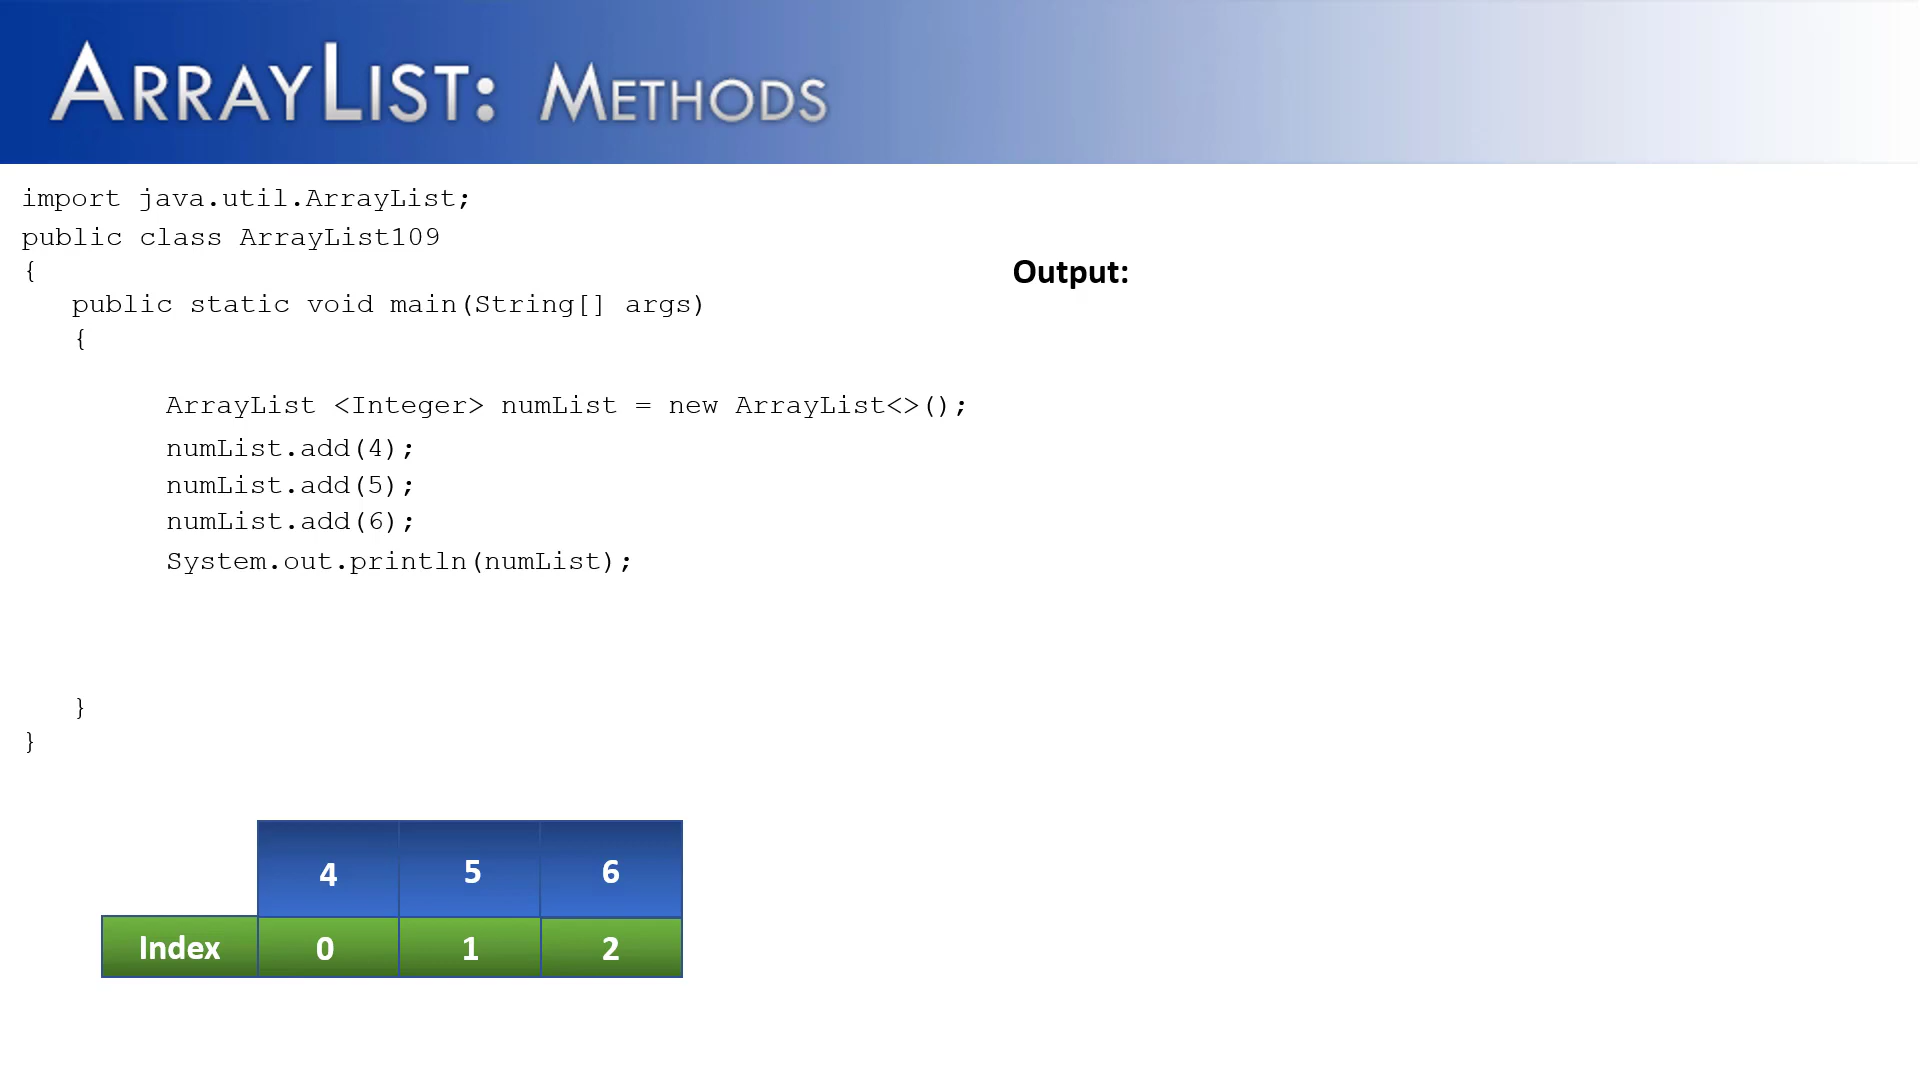 ArrayList: Methods
import java.util.ArrayList;
public class ArrayList109
{
Output:
public static void main(String[] args)
{
ArrayList <Integer> numList = new ArrayList<>();
numList.add(4);
numList.add(5);
numList.add(6);
System.out.println(numList);
}
}
4 5 6
Index 0 1 2